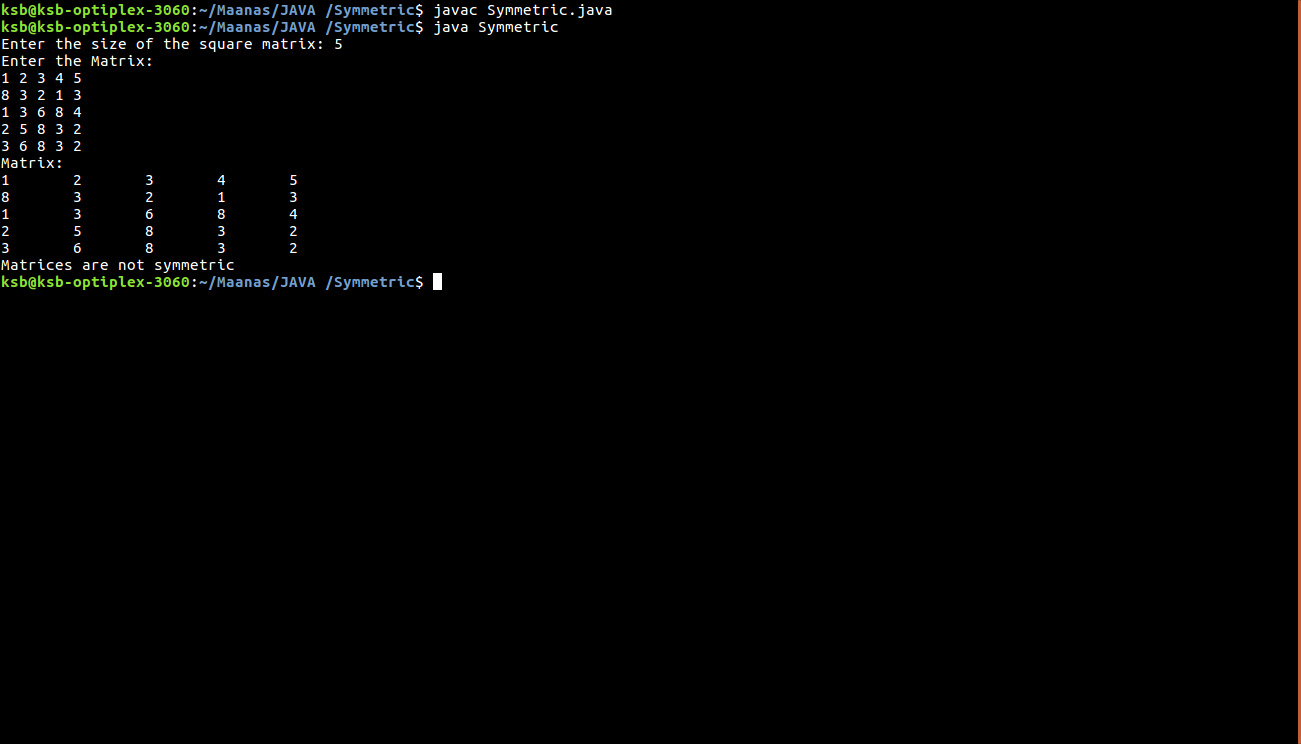 ksb@ksb-optiplex-3060:~/Maanas/JAVA /Symmetric$ javac Symmetric.java
ksb@ksb-optiplex-3060:~/Maanas/JAVA /Symmetric$ java Symmetric
Enter the size of the square matrix: 5
Enter the Matrix:
1 2 3 4 5
8 3 2 1 3
1 3 6 8 4
2 5 8 3 2
3 6 8 3 2
Matrix:
1       2       3       4       5
8       3       2       1       3
1       3       6       8       4
2       5       8       3       2
3       6       8       3       2
Matrices are not symmetric
ksb@ksb-optiplex-3060:~/Maanas/JAVA /Symmetric$